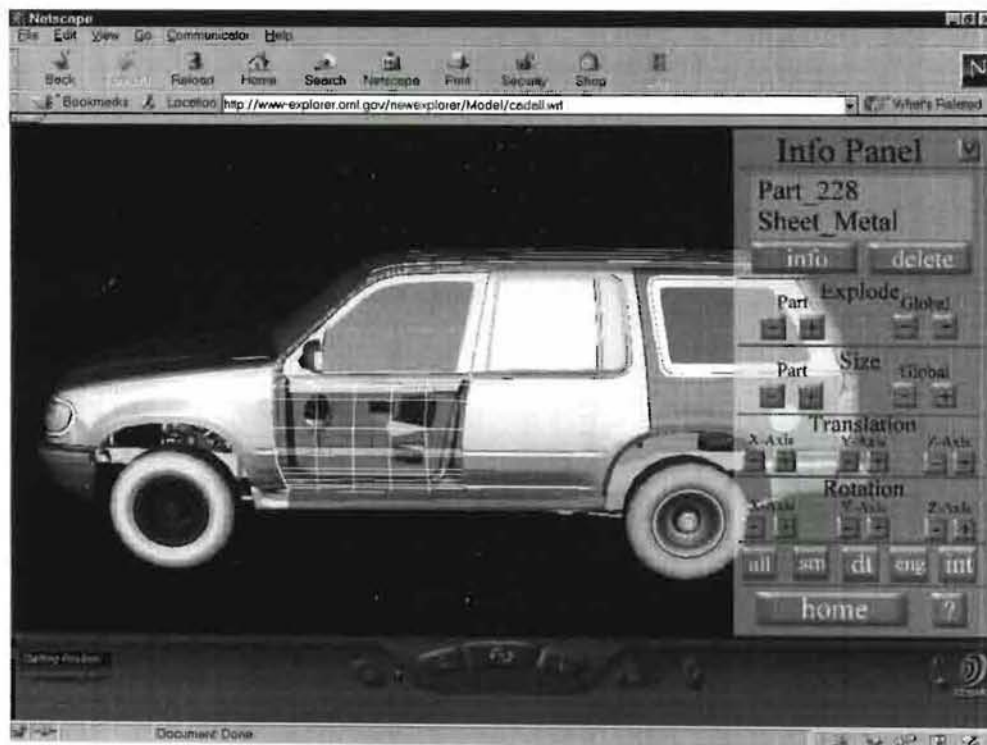 Netscape
File Edit View Go Communicator Help
Back Reload Home Search Netscape Print Security Shop
Bookmarks Location http://www-explorer.ornl.gov/newexplorer/Model/cadall.wrl What's Related
Info Panel
Part_228
Sheet_Metal
info delete
Explode
Part Global
- +
Size
Part Global
- + - +
Translation
X-Axis Y-Axis Z-Axis
Rotation
X-Axis Y-Axis Z-Axis
- +
all sm dt eng int
home ?
Document Done